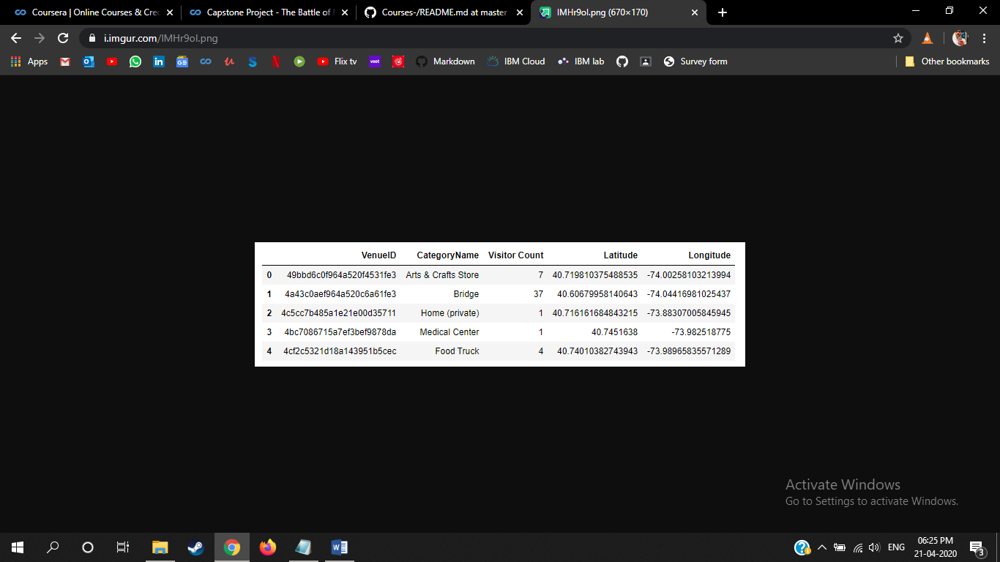 Coursera | Online Courses & Cre
Capstone Project - The Battle of
Courses-/README.md at master
IMHr9ol.png (670×170)
i.imgur.com/IMHr9ol.png
Apps
Flix tv
voot
Markdown
IBM Cloud
IBM lab
Survey form
Other bookmarks
VenueID CategoryName Visitor Count Latitude Longitude
0 49bbd6c0f964a520f4531fe3 Arts & Crafts Store 7 40.719810375488535 -74.00258103213994
1 4a43c0aef964a520c6a61fe3 Bridge 37 40.60679958140643 -74.04416981025437
2 4c5cc7b485a1e21e00d35711 Home (private) 1 40.716161684843215 -73.88307005845945
3 4bc7086715a7ef3bef9878da Medical Center 1 40.7451638 -73.982518775
4 4cf2c5321d18a143951b5cec Food Truck 4 40.74010382743943 -73.98965835571289
Activate Windows
Go to Settings to activate Windows.
ENG
06:25 PM
21-04-2020
3